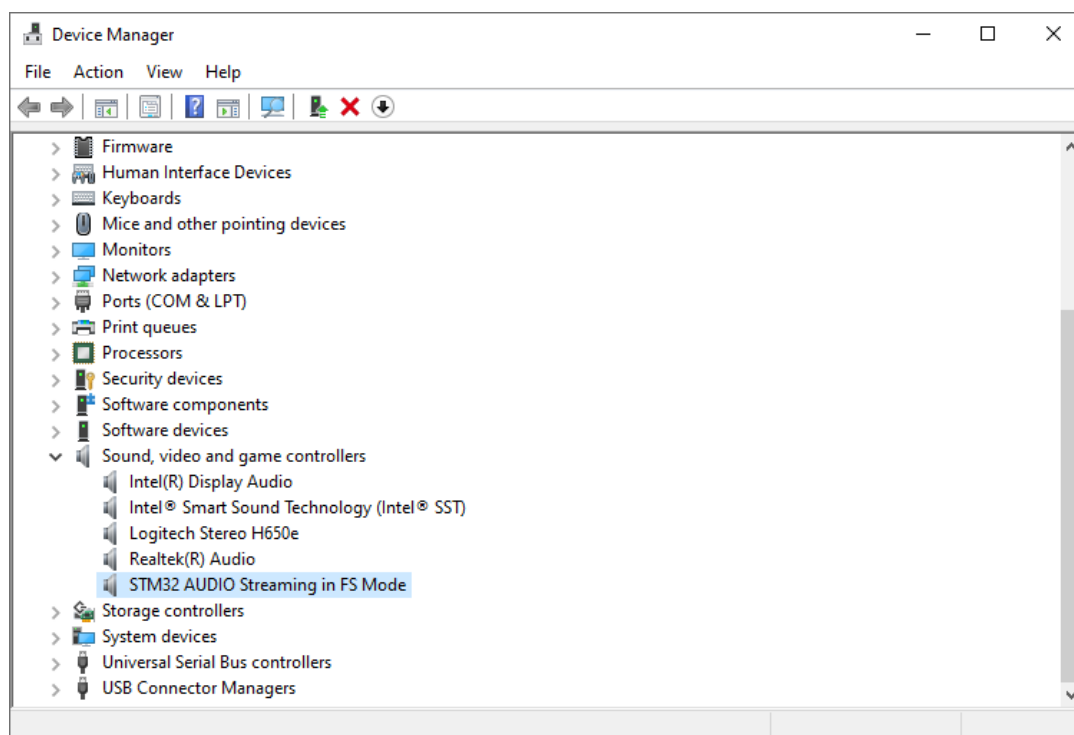 Device Manager
File Action View Help
Firmware
Human Interface Devices
Keyboards
Mice and other pointing devices
Monitors
Network adapters
Ports (COM & LPT)
Print queues
Processors
Security devices
Software components
Software devices
Sound, video and game controllers
Intel(R) Display Audio
Intel® Smart Sound Technology (Intel® SST)
Logitech Stereo H650e
Realtek(R) Audio
STM32 AUDIO Streaming in FS Mode
Storage controllers
System devices
Universal Serial Bus controllers
USB Connector Managers